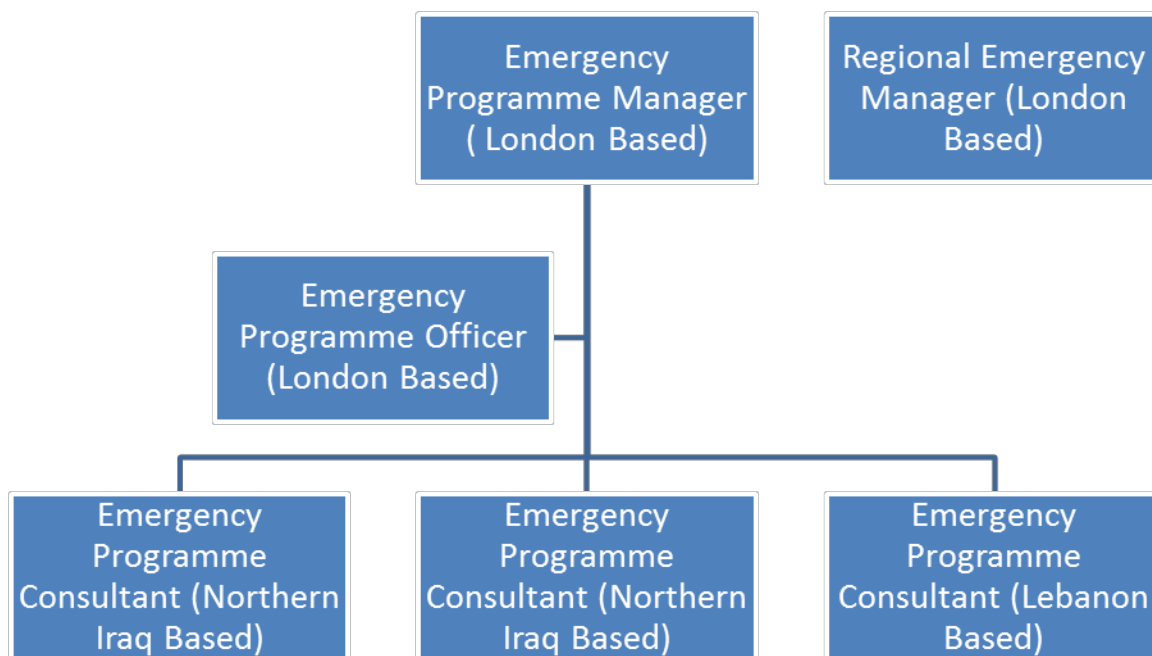 Emergency
Programme Manager
( London Based)
Regional Emergency
Manager (London
Based)
Emergency
Programme Officer
(London Based)
Emergency
Programme
Consultant (Northern
Iraq Based)
Emergency
Programme
Consultant (Northern
Iraq Based)
Emergency
Programme
Consultant (Lebanon
Based)